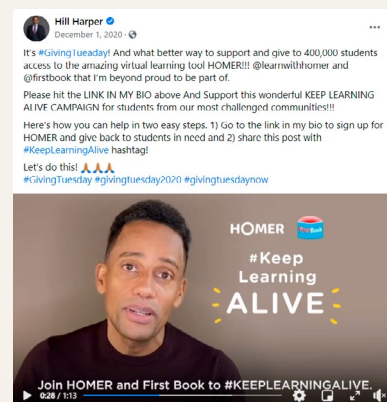 Hill Harper
December 1, 2020 ·
It's #GivingTueaday! And what better way to support and give to 400,000 students
access to the amazing virtual learning tool HOMER!!! @learnwithhomer and
@firstbook that I'm beyond proud to be part of.
Please hit the LINK IN MY BIO above And Support this wonderful KEEP LEARNING
ALIVE CAMPAIGN for students from our most challenged communities!!!
Here's how you can help in two easy steps. 1) Go to the link in my bio to sign up for
HOMER and give back to students in need and 2) share this post with
#KeepLearningAlive hashtag!
Let's do this! 🙏🏽🙏🏽🙏🏽
#GivingTuesday #givingtuesday2020 #givingtuesdaynow
HOMER First Book
#Keep
Learning
ALIVE
Join HOMER and First Book to #KEEPLEARNINGALIVE.
0:28 / 1:13